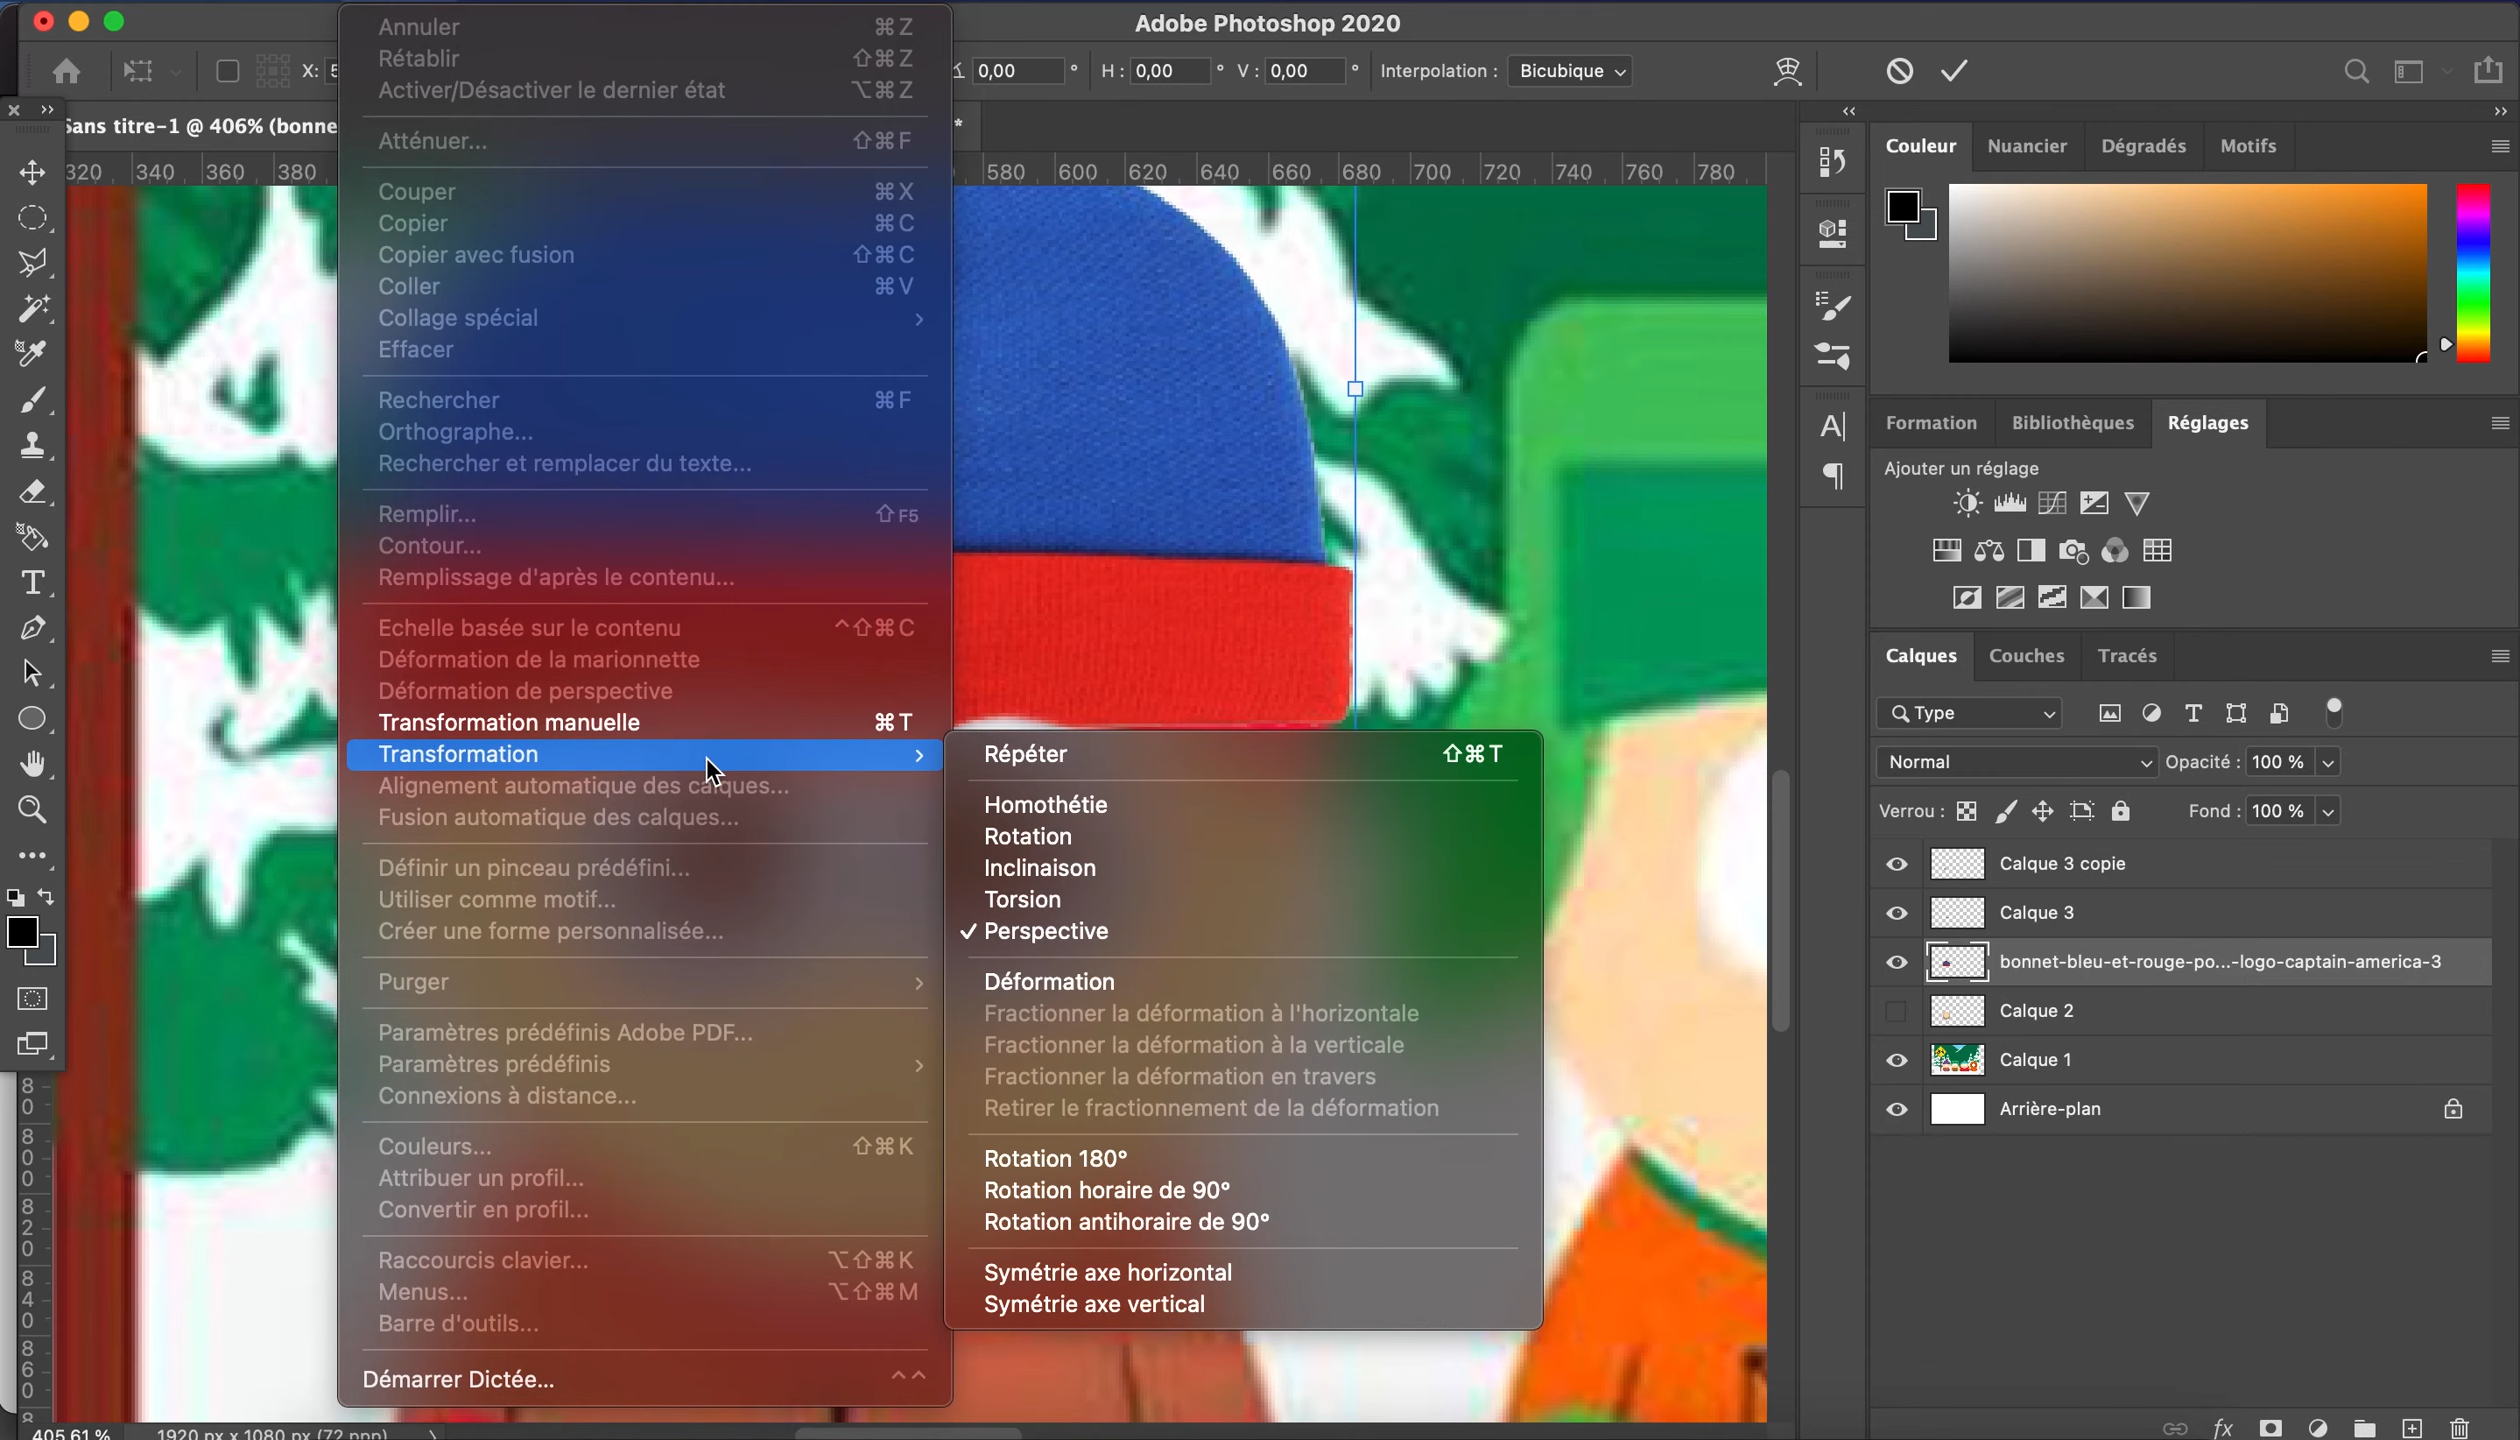 Adobe Photoshop 2020
X: 5
0,00 °
H: 0,00 °
V: 0,00 °
Interpolation : Bicubique
Sans titre-1 @ 406% (bonne
*
320 340 360 380
580 600 620 640 660 680 700 720 740 760 780
Annuler ⌘Z
Rétablir ⇧⌘Z
Activer/Désactiver le dernier état ⌥⌘Z
Atténuer... ⇧⌘F
Couper ⌘X
Copier ⌘C
Copier avec fusion ⇧⌘C
Coller ⌘V
Collage spécial
Effacer
Rechercher ⌘F
Orthographe...
Rechercher et remplacer du texte...
Remplir... ⇧F5
Contour...
Remplissage d'après le contenu...
Echelle basée sur le contenu ^⇧⌘C
Déformation de la marionnette
Déformation de perspective
Transformation manuelle ⌘T
Transformation
Alignement automatique des calques...
Fusion automatique des calques...
Définir un pinceau prédéfini...
Utiliser comme motif...
Créer une forme personnalisée...
Purger
Paramètres prédéfinis Adobe PDF...
Paramètres prédéfinis
Connexions à distance...
Couleurs... ⇧⌘K
Attribuer un profil...
Convertir en profil...
Raccourcis clavier... ⌥⇧⌘K
Menus... ⌥⇧⌘M
Barre d'outils...
Démarrer Dictée...
Répéter ⇧⌘T
Homothétie
Rotation
Inclinaison
Torsion
✓ Perspective
Déformation
Fractionner la déformation à l'horizontale
Fractionner la déformation à la verticale
Fractionner la déformation en travers
Retirer le fractionnement de la déformation
Rotation 180°
Rotation horaire de 90°
Rotation antihoraire de 90°
Symétrie axe horizontal
Symétrie axe vertical
Couleur Nuancier Dégradés Motifs
Formation Bibliothèques Réglages
Ajouter un réglage
Calques Couches Tracés
Type
Normal Opacité : 100 %
Verrou : Fond : 100 %
Calque 3 copie
Calque 3
bonnet-bleu-et-rouge-po...-logo-captain-america-3
Calque 2
Calque 1
Arrière-plan
800
820
840
860
405,61 % 1920 px x 1080 px (72 ppp)